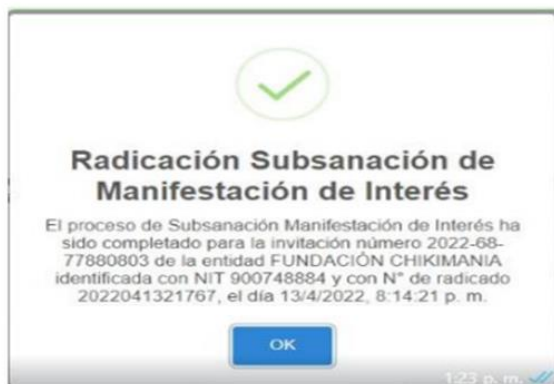 Radicación Subsanación de
Manifestación de Interés
El proceso de Subsanación Manifestación de Interés ha
sido completado para la invitación número 2022-68-
77880803 de la entidad FUNDACIÓN CHIKIMANIA
identificada con NIT 900748884 y con N° de radicado
2022041321767, el día 13/4/2022, 8:14:21 p. m.
OK
1:23 p. m.